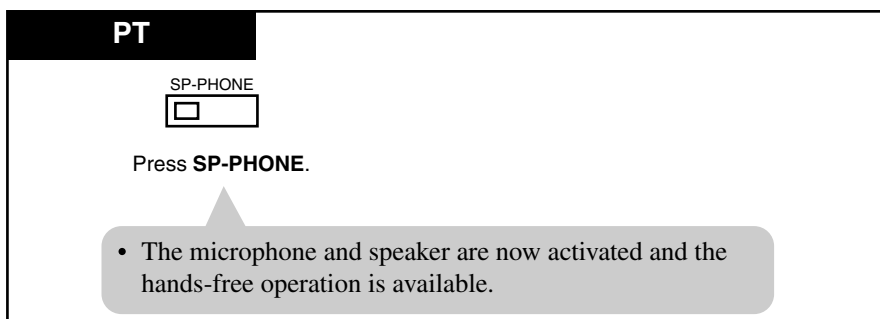 PT
SP-PHONE
Press SP-PHONE.
• The microphone and speaker are now activated and the
hands-free operation is available.